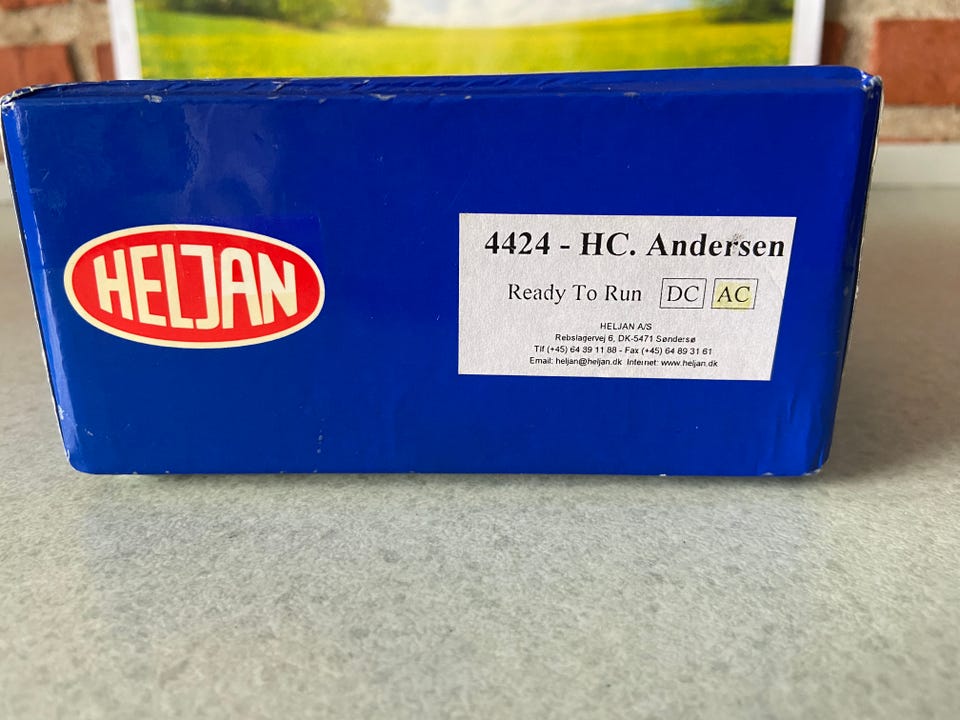 HELJAN
4424 - HC. Andersen
Ready To Run DC AC
HELJAN A/S
Rebslagervej 6, DK-5471 Søndersø
Tlf (+45) 64 89 11 88 - Fax (+45) 64 89 31 61
Email: heljan@heljan.dk Internet: www.heljan.dk